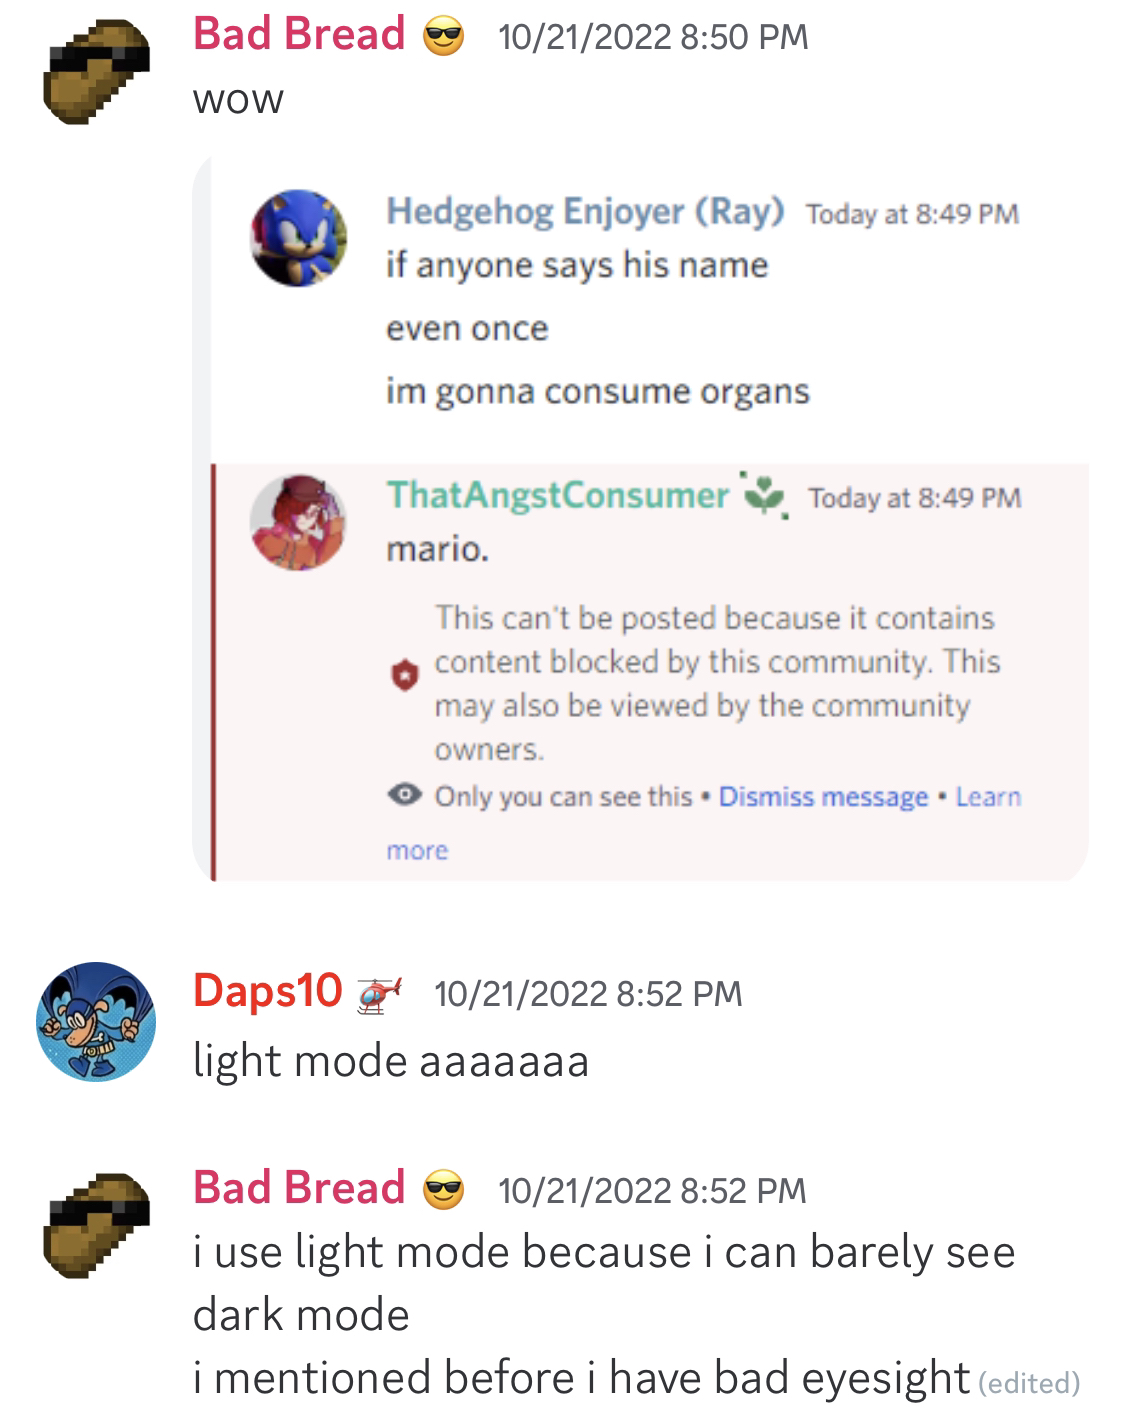 Bad Bread 😎 10/21/2022 8:50 PM
wow
Hedgehog Enjoyer (Ray) Today at 8:49 PM
if anyone says his name
even once
im gonna consume organs
ThatAngstConsumer Today at 8:49 PM
mario.
This can't be posted because it contains
content blocked by this community. This
may also be viewed by the community
owners.
Only you can see this • Dismiss message • Learn
more
Daps10 🚁 10/21/2022 8:52 PM
light mode aaaaaaa
Bad Bread 😎 10/21/2022 8:52 PM
i use light mode because i can barely see
dark mode
i mentioned before i have bad eyesight (edited)